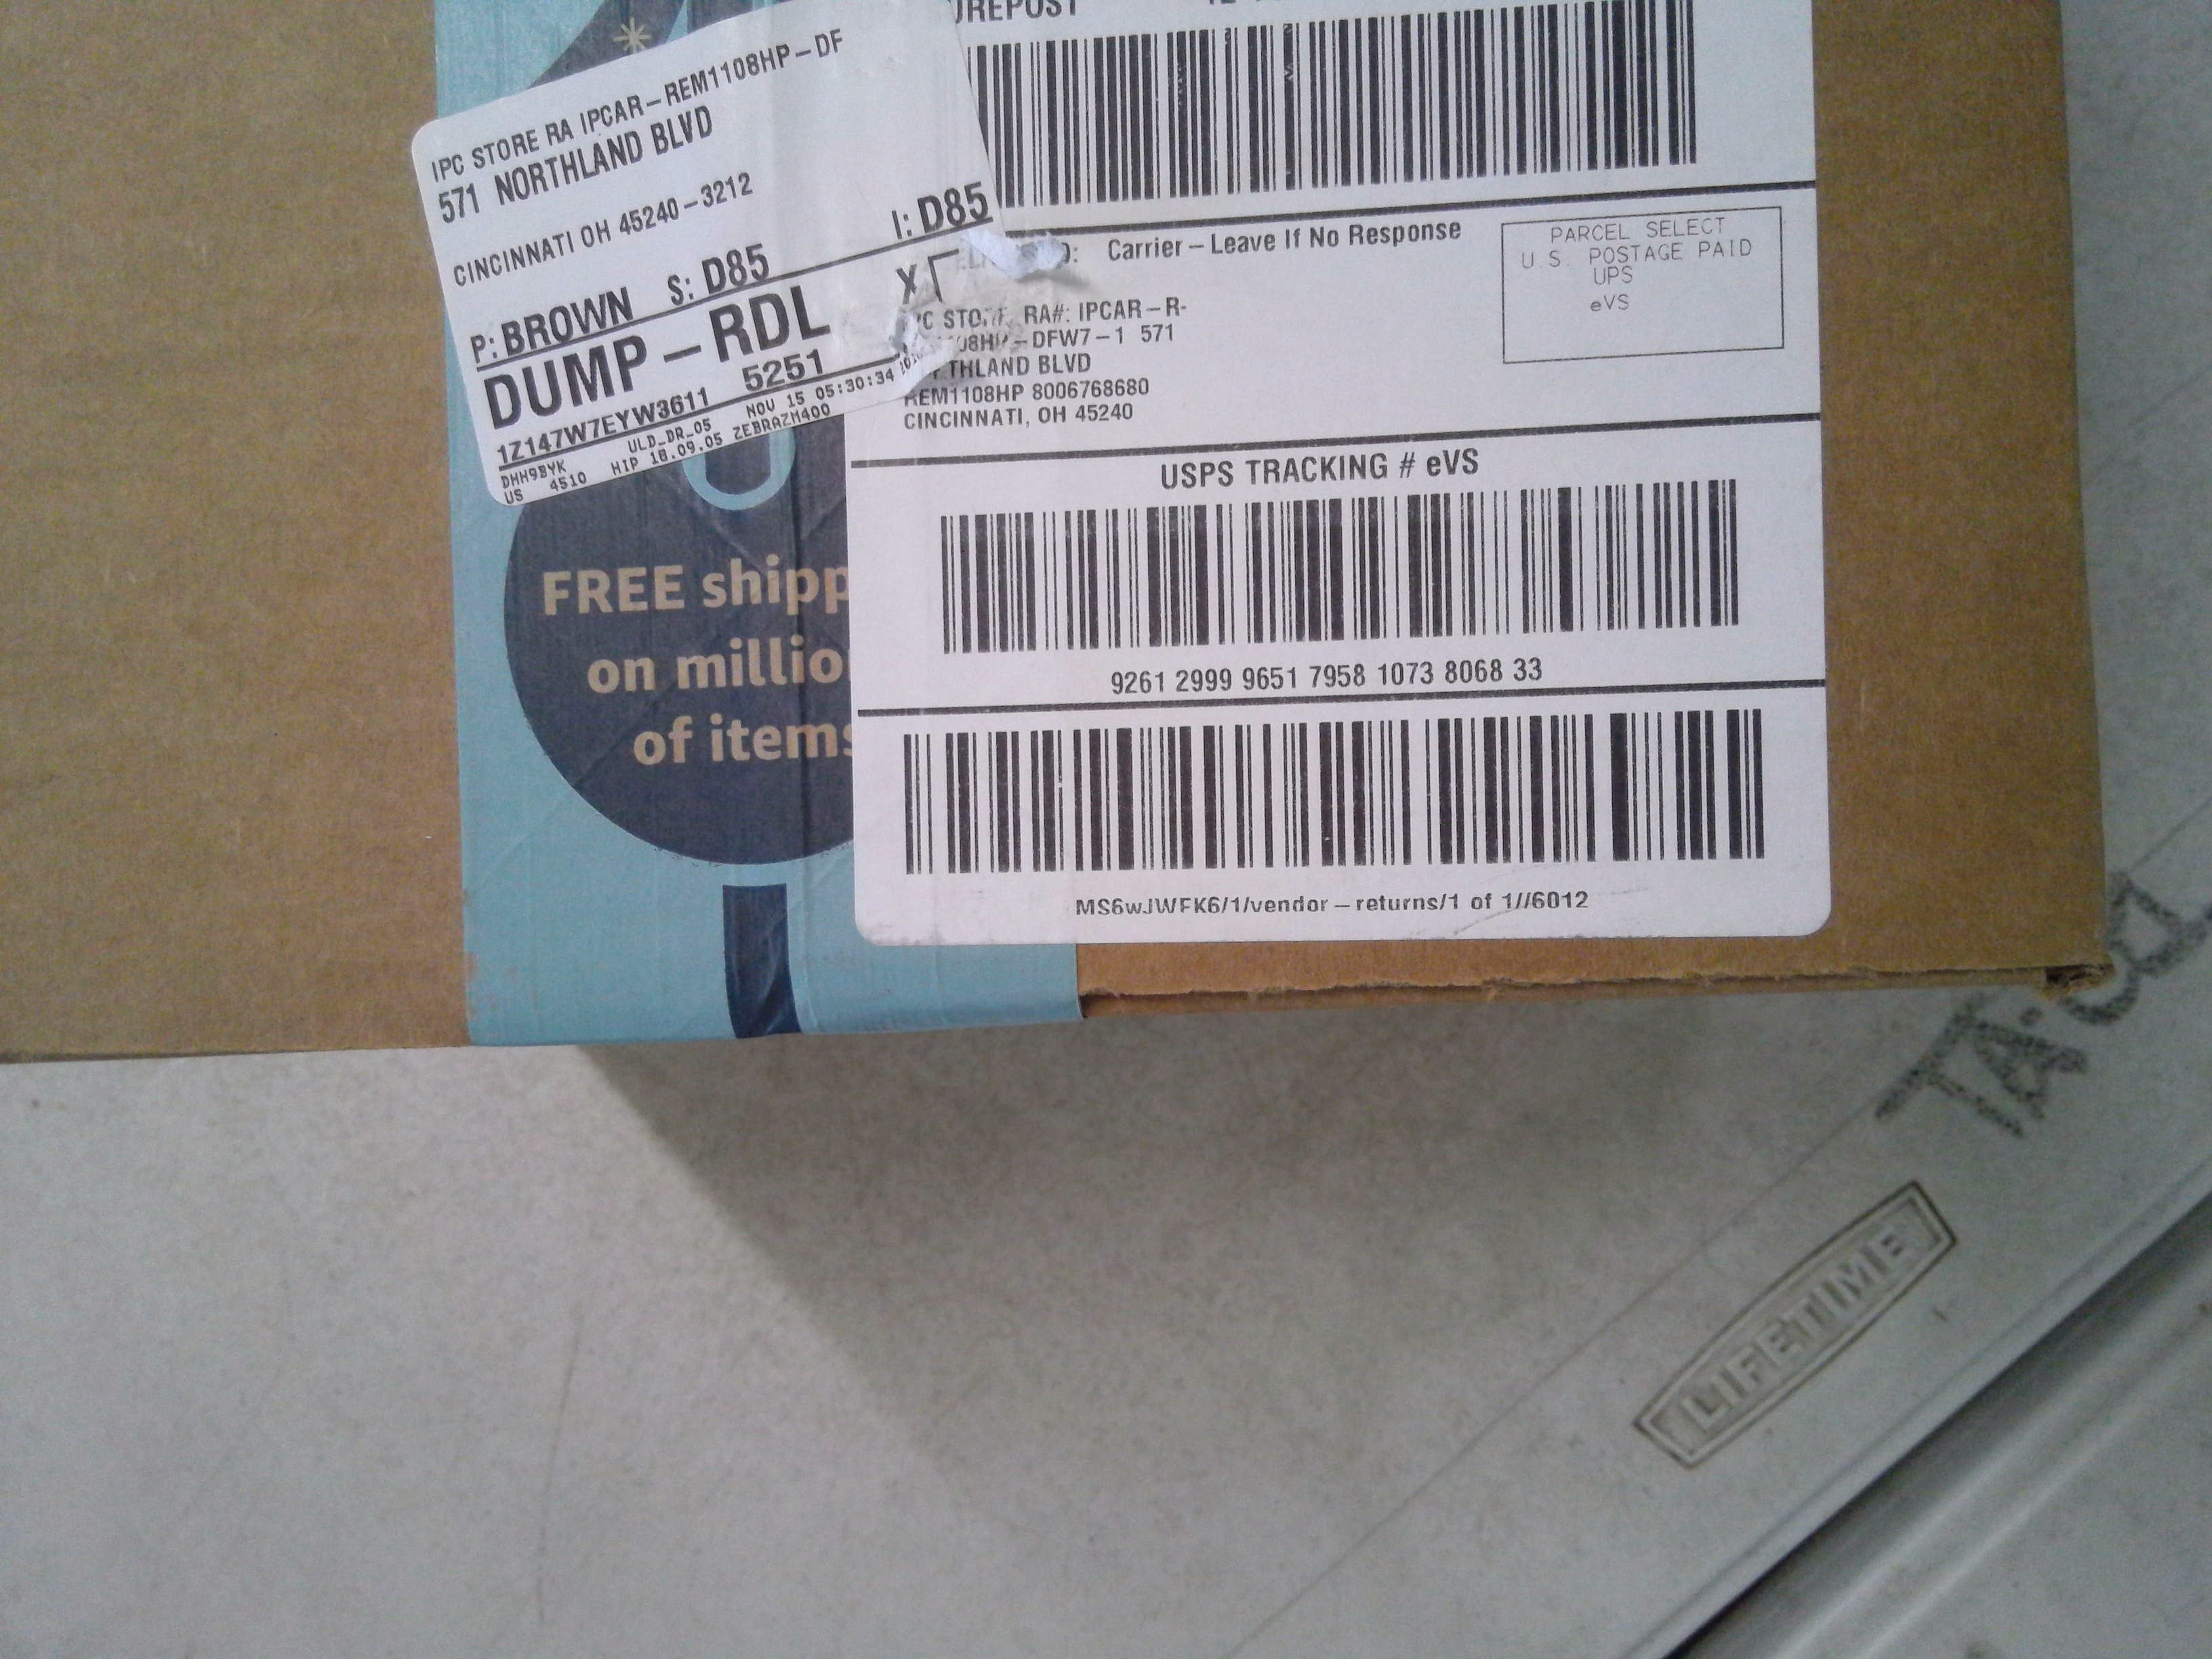 IPC STORE RA IPCAR-REM1108HP-DF
571 NORTHLAND BLVD
CINCINNATI OH 45240-3212
P: BROWN S: D85 I: D85
DUMP-RDL
1Z147W7EYW3611 5251
DHH9BYK ULD_DR_05 NOV 15 05:30:34
US 4510 HIP 18.09.05 ZEBRAZM400
Carrier - Leave If No Response
PARCEL SELECT
U.S. POSTAGE PAID
UPS
eVS
RA#: IPCAR-R-
-DFW7-1 571
BLVD
REM1108HP 8006768680
CINCINNATI, OH 45240
USPS TRACKING # eVS
9261 2999 9651 7958 1073 8068 33
MS6wJWFK6/1/vendor-returns/1 of 1//6012
FREE shipp
on millio
of items
LIFETIME